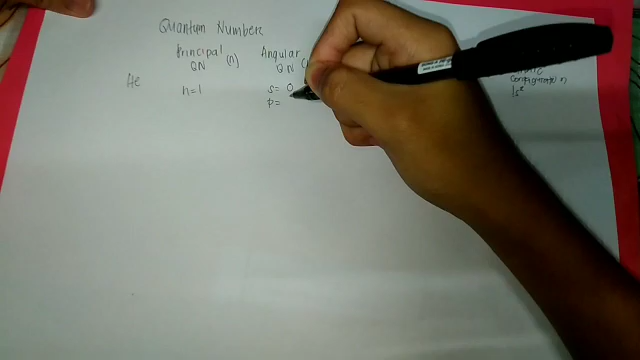 Quantum Numbers
Principal QN (n)
Angular QN (
He
n=1
s= 0
p=
1s²